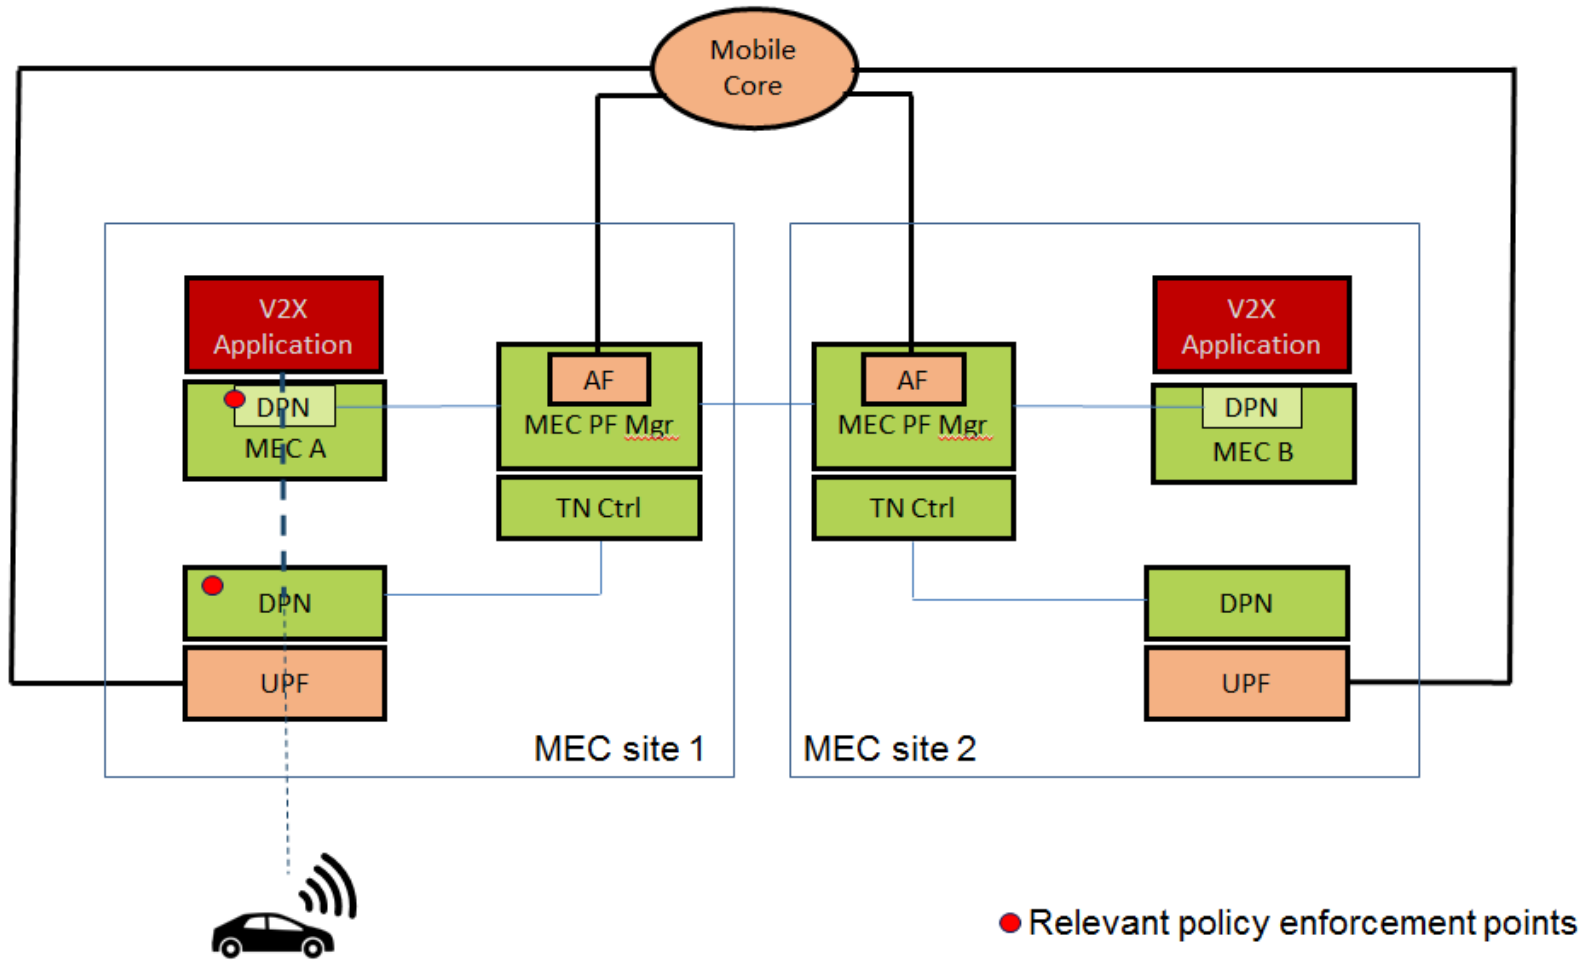 Mobile
Core
V2X
Application
DPN
MEC A
AF
MEC PF Mgr
TN Ctrl
DPN
UPF
MEC site 1
AF
MEC PF Mgr
TN Ctrl
V2X
Application
DPN
MEC B
DPN
UPF
MEC site 2
Relevant policy enforcement points